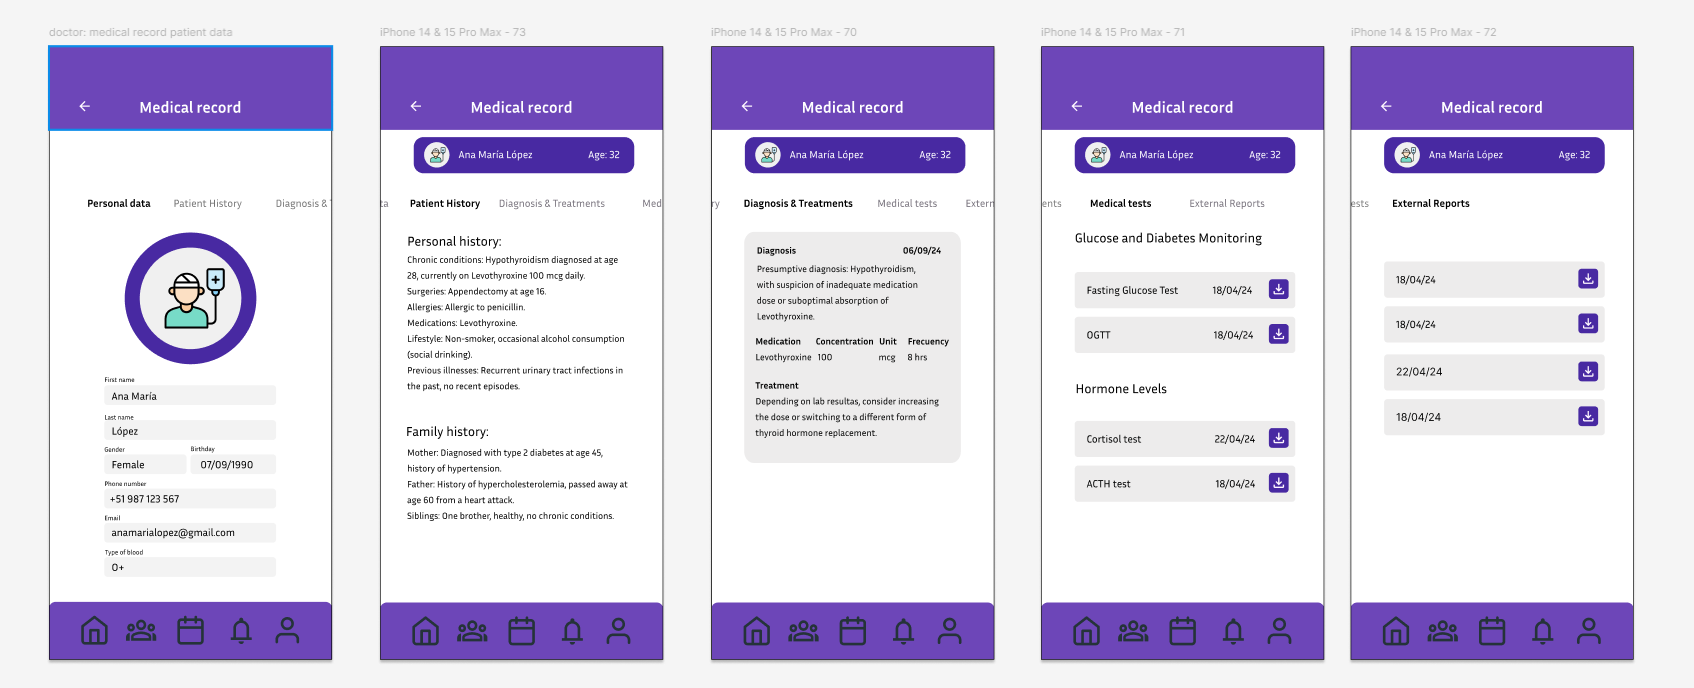 doctor: medical record patient data
Medical record
Personal data Patient History Diagnosis & T
First name
Ana María
Last name
López
Gender Birthday
Female 07/09/1990
Phone number
+51 987 123 567
Email
anamarialopez@gmail.com
Type of blood
O+
iPhone 14 & 15 Pro Max - 73
Medical record
Ana María López Age: 32
ta Patient History Diagnosis & Treatments Med
Personal history:
Chronic conditions: Hypothyroidism diagnosed at age
28, currently on Levothyroxine 100 mcg daily.
Surgeries: Appendectomy at age 16.
Allergies: Allergic to penicillin.
Medications: Levothyroxine.
Lifestyle: Non-smoker, occasional alcohol consumption
(social drinking).
Previous illnesses: Recurrent urinary tract infections in
the past, no recent episodes.
Family history:
Mother: Diagnosed with type 2 diabetes at age 45,
history of hypertension.
Father: History of hypercholesterolemia, passed away at
age 60 from a heart attack.
Siblings: One brother, healthy, no chronic conditions.
iPhone 14 & 15 Pro Max - 70
Medical record
Ana María López Age: 32
ry Diagnosis & Treatments Medical tests Extern
Diagnosis 06/09/24
Presumptive diagnosis: Hypothyroidism,
with suspicion of inadequate medication
dose or suboptimal absorption of
Levothyroxine.
Medication Concentration Unit Frecuency
Levothyroxine 100 mcg 8 hrs
Treatment
Depending on lab resultas, consider increasing
the dose or switching to a different form of
thyroid hormone replacement.
iPhone 14 & 15 Pro Max - 71
Medical record
Ana María López Age: 32
ents Medical tests External Reports
Glucose and Diabetes Monitoring
Fasting Glucose Test 18/04/24
OGTT 18/04/24
Hormone Levels
Cortisol test 22/04/24
ACTH test 18/04/24
iPhone 14 & 15 Pro Max - 72
Medical record
Ana María López Age: 32
ests External Reports
18/04/24
18/04/24
22/04/24
18/04/24